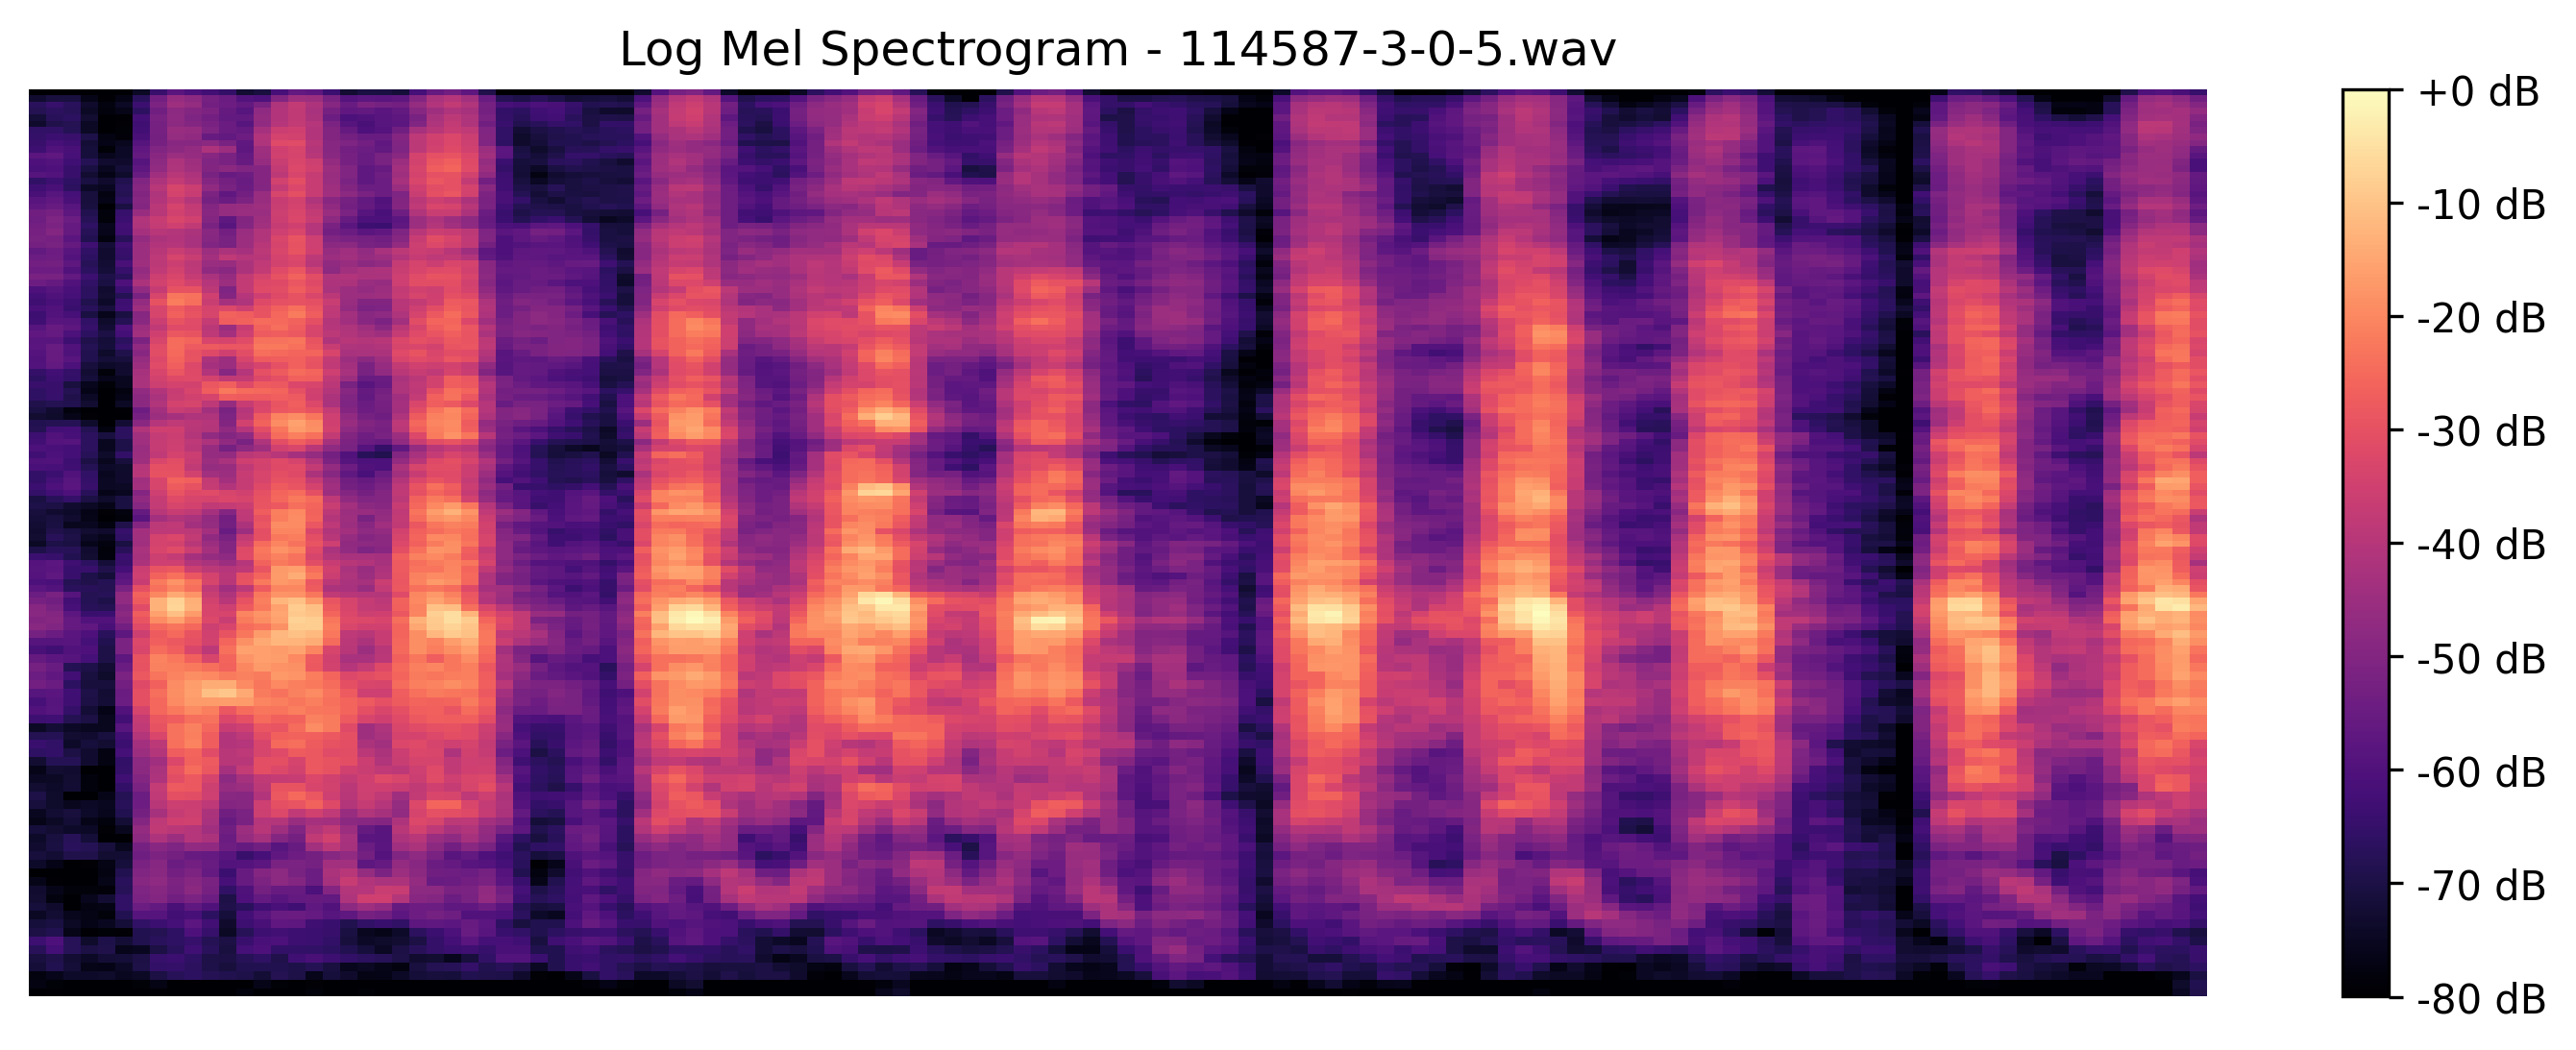 Log Mel Spectrogram - 114587-3-0-5.wav
+0 dB
-10 dB
-20 dB
-30 dB
-40 dB
-50 dB
-60 dB
-70 dB
-80 dB